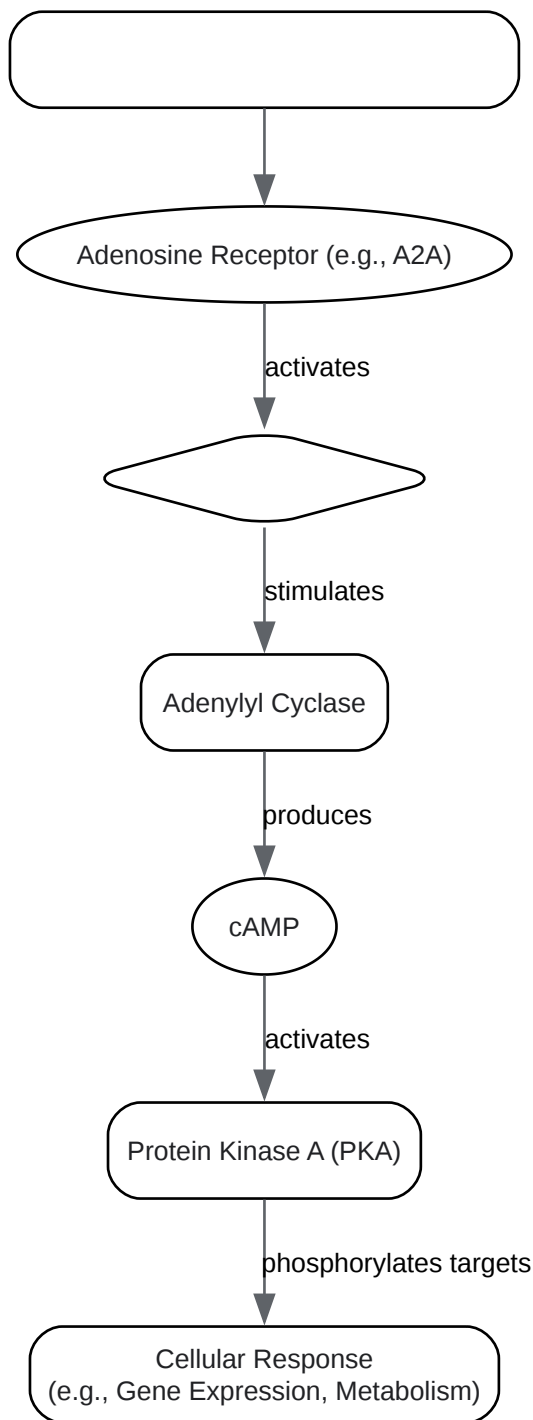 Adenosine Receptor (e.g., A2A)
activates
stimulates
Adenylyl Cyclase
produces
cAMP
activates
Protein Kinase A (PKA)
phosphorylates targets
Cellular Response
(e.g., Gene Expression, Metabolism)